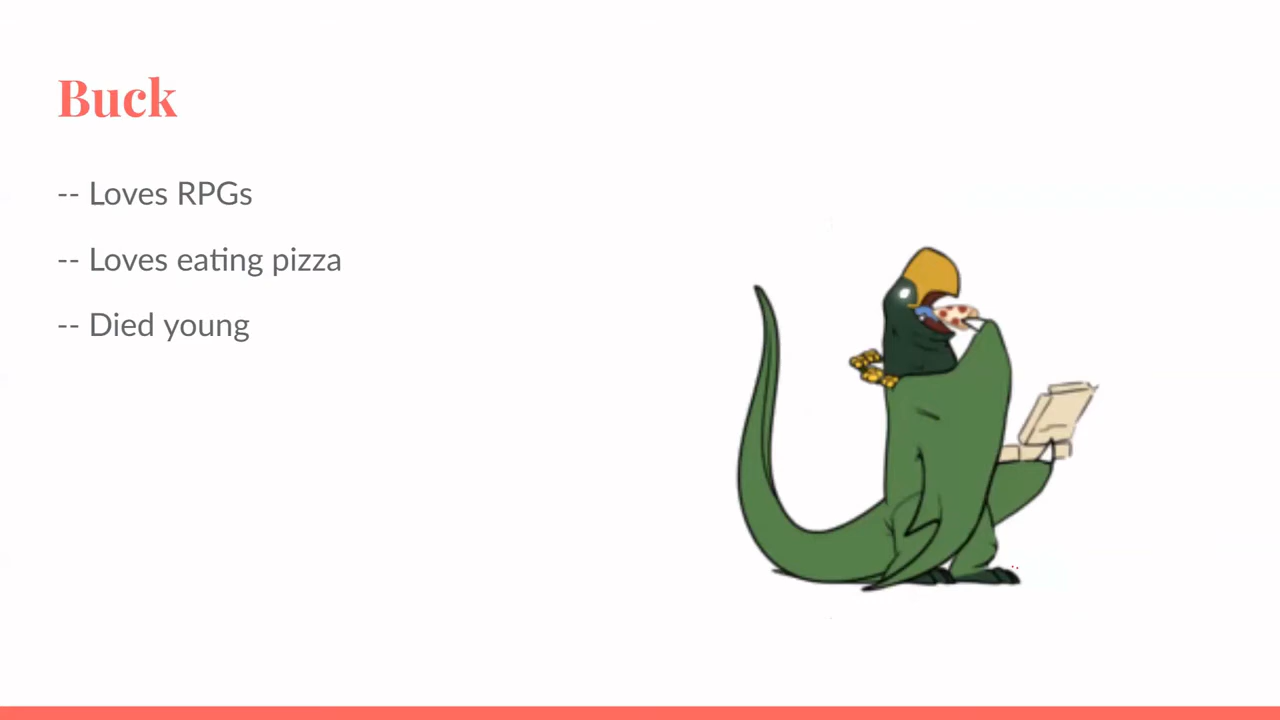 Buck
-- Loves RPGs
-- Loves eating pizza
-- Died young